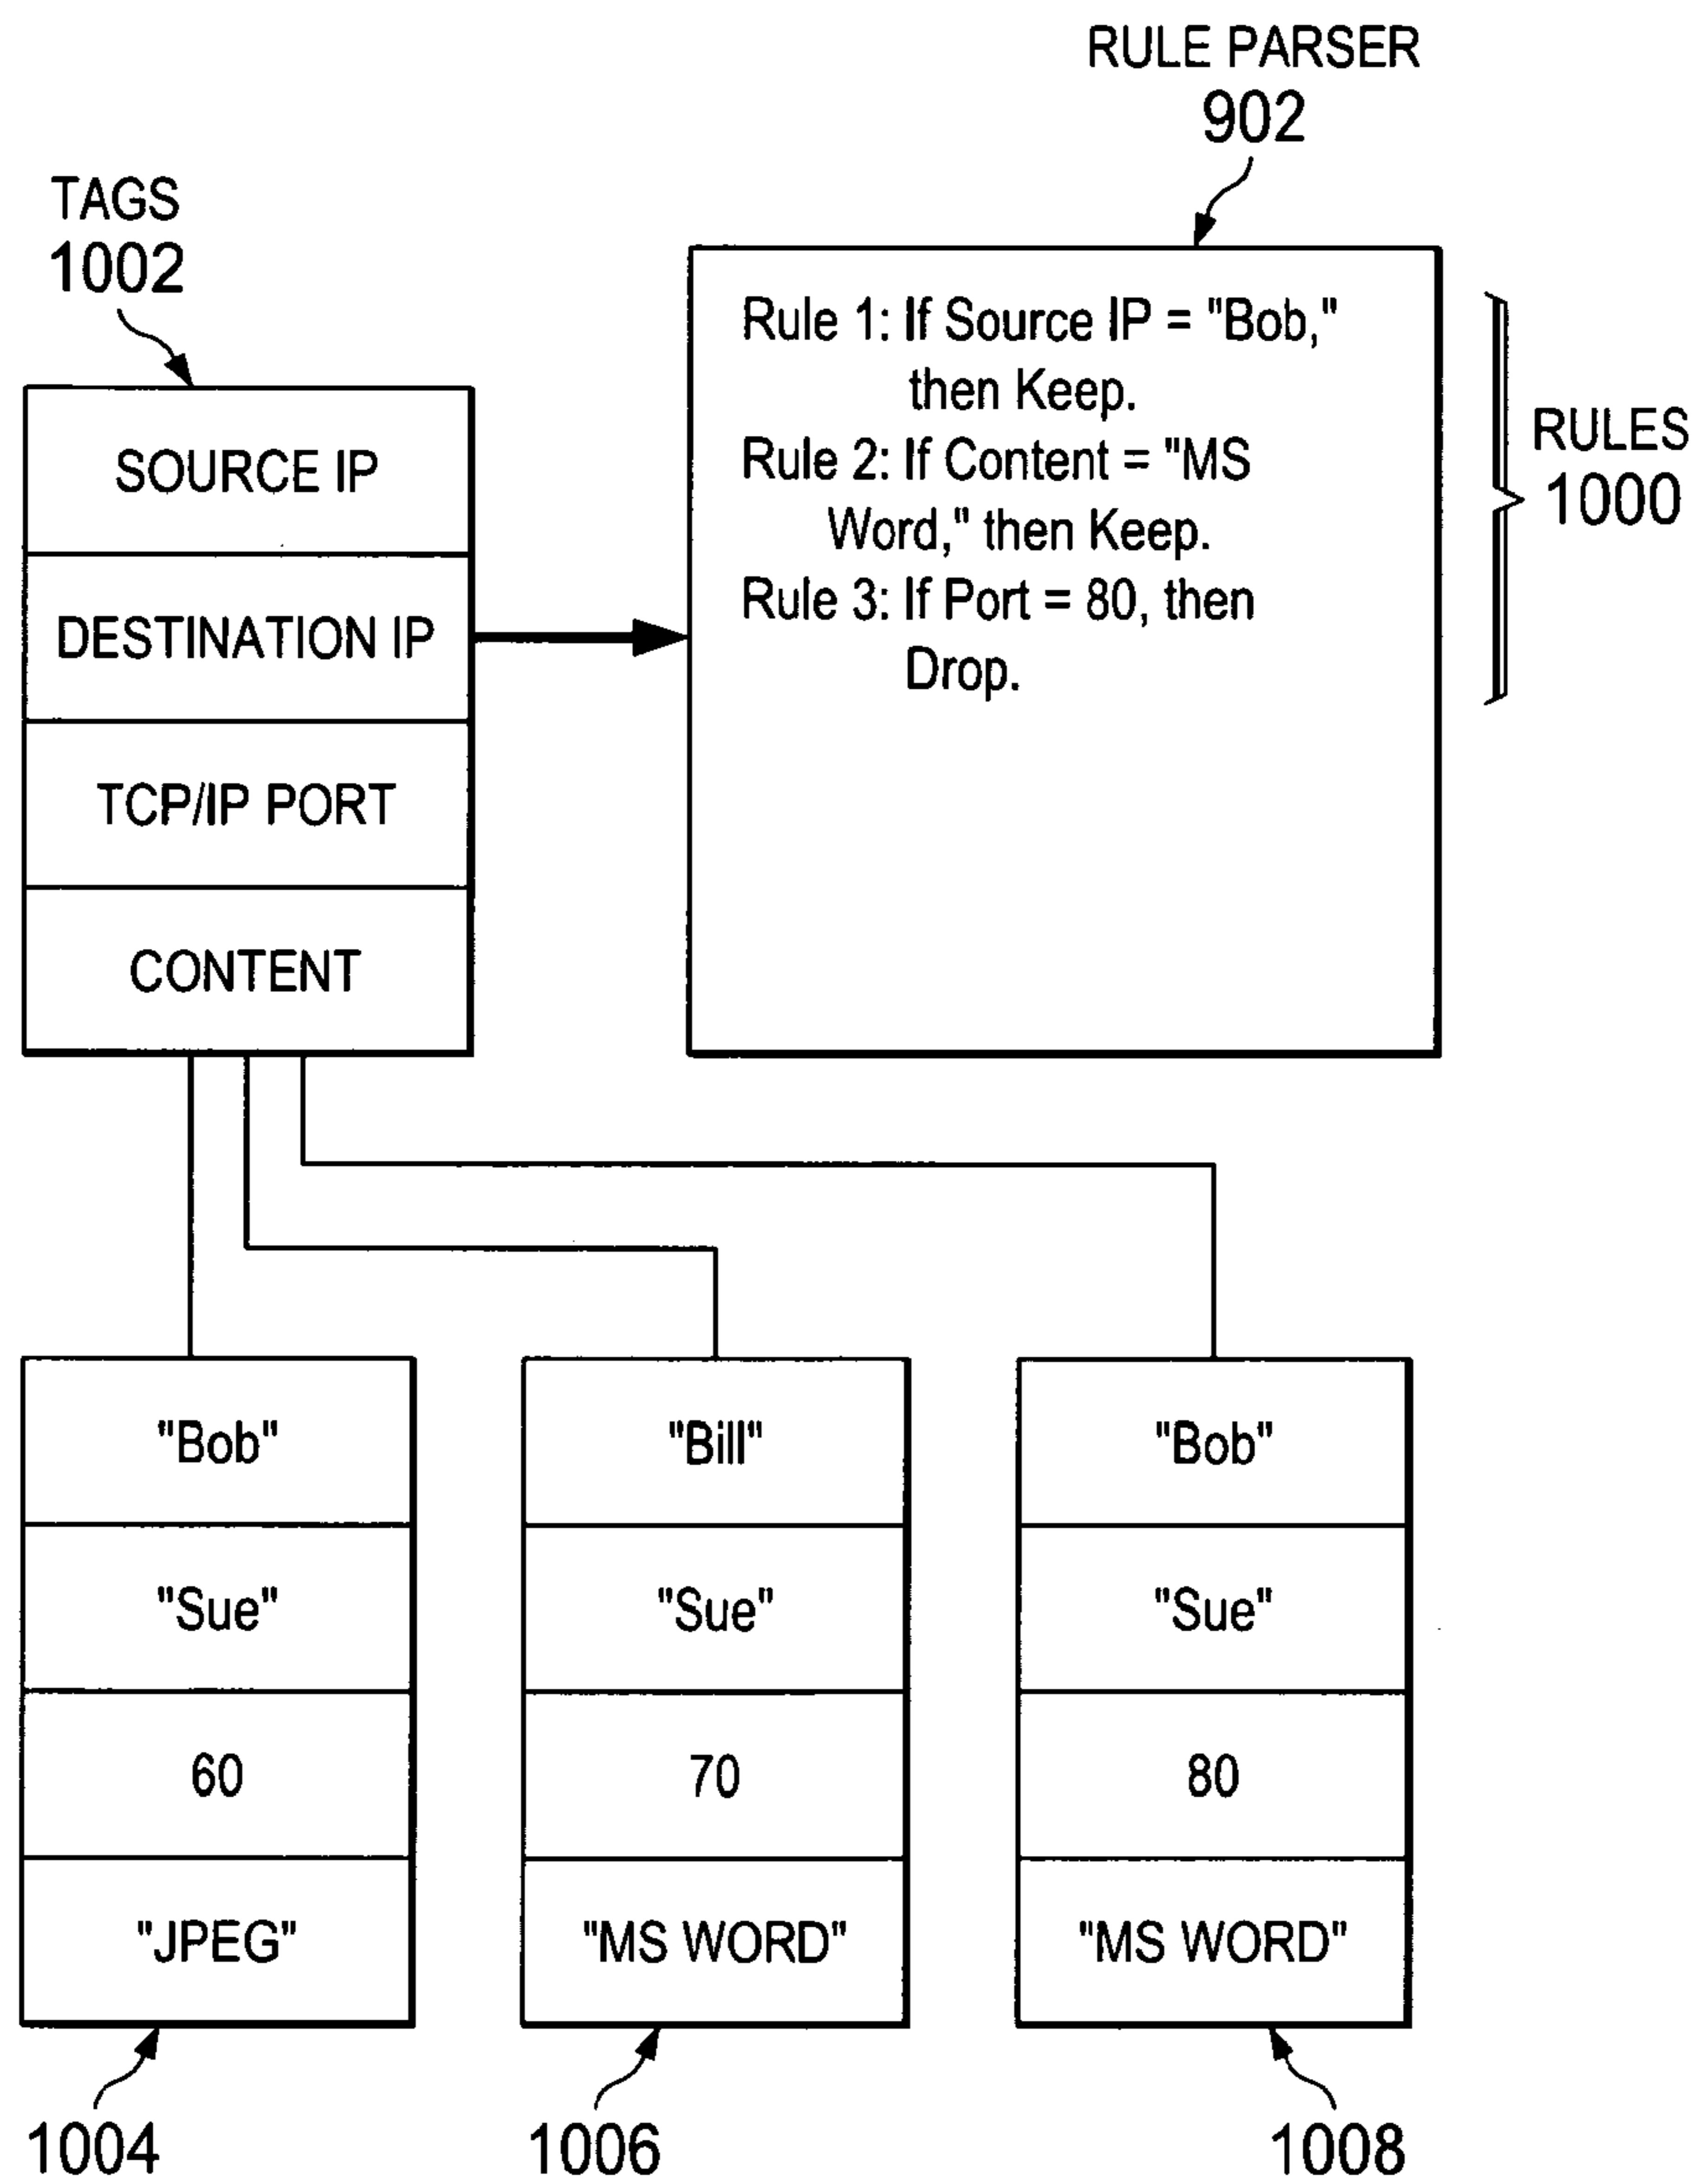 RULE PARSER
902
TAGS
1002
SOURCE IP
DESTINATION IP
TCP/IP PORT
CONTENT
Rule 1: If Source IP = "Bob,"
then Keep.
Rule 2: If Content = "MS
Word," then Keep.
Rule 3: If Port = 80, then
Drop.
RULES
1000
"Bob"
"Sue"
60
"JPEG"
1004
"Bill"
"Sue"
70
"MS WORD"
1006
"Bob"
"Sue"
80
"MS WORD"
1008